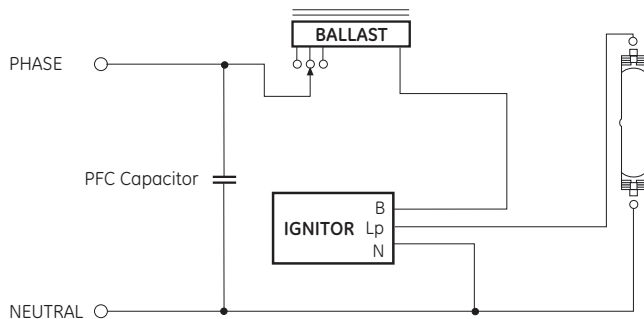 BALLAST
PHASE
PFC Capacitor
B
IGNITOR Lp
N
NEUTRAL